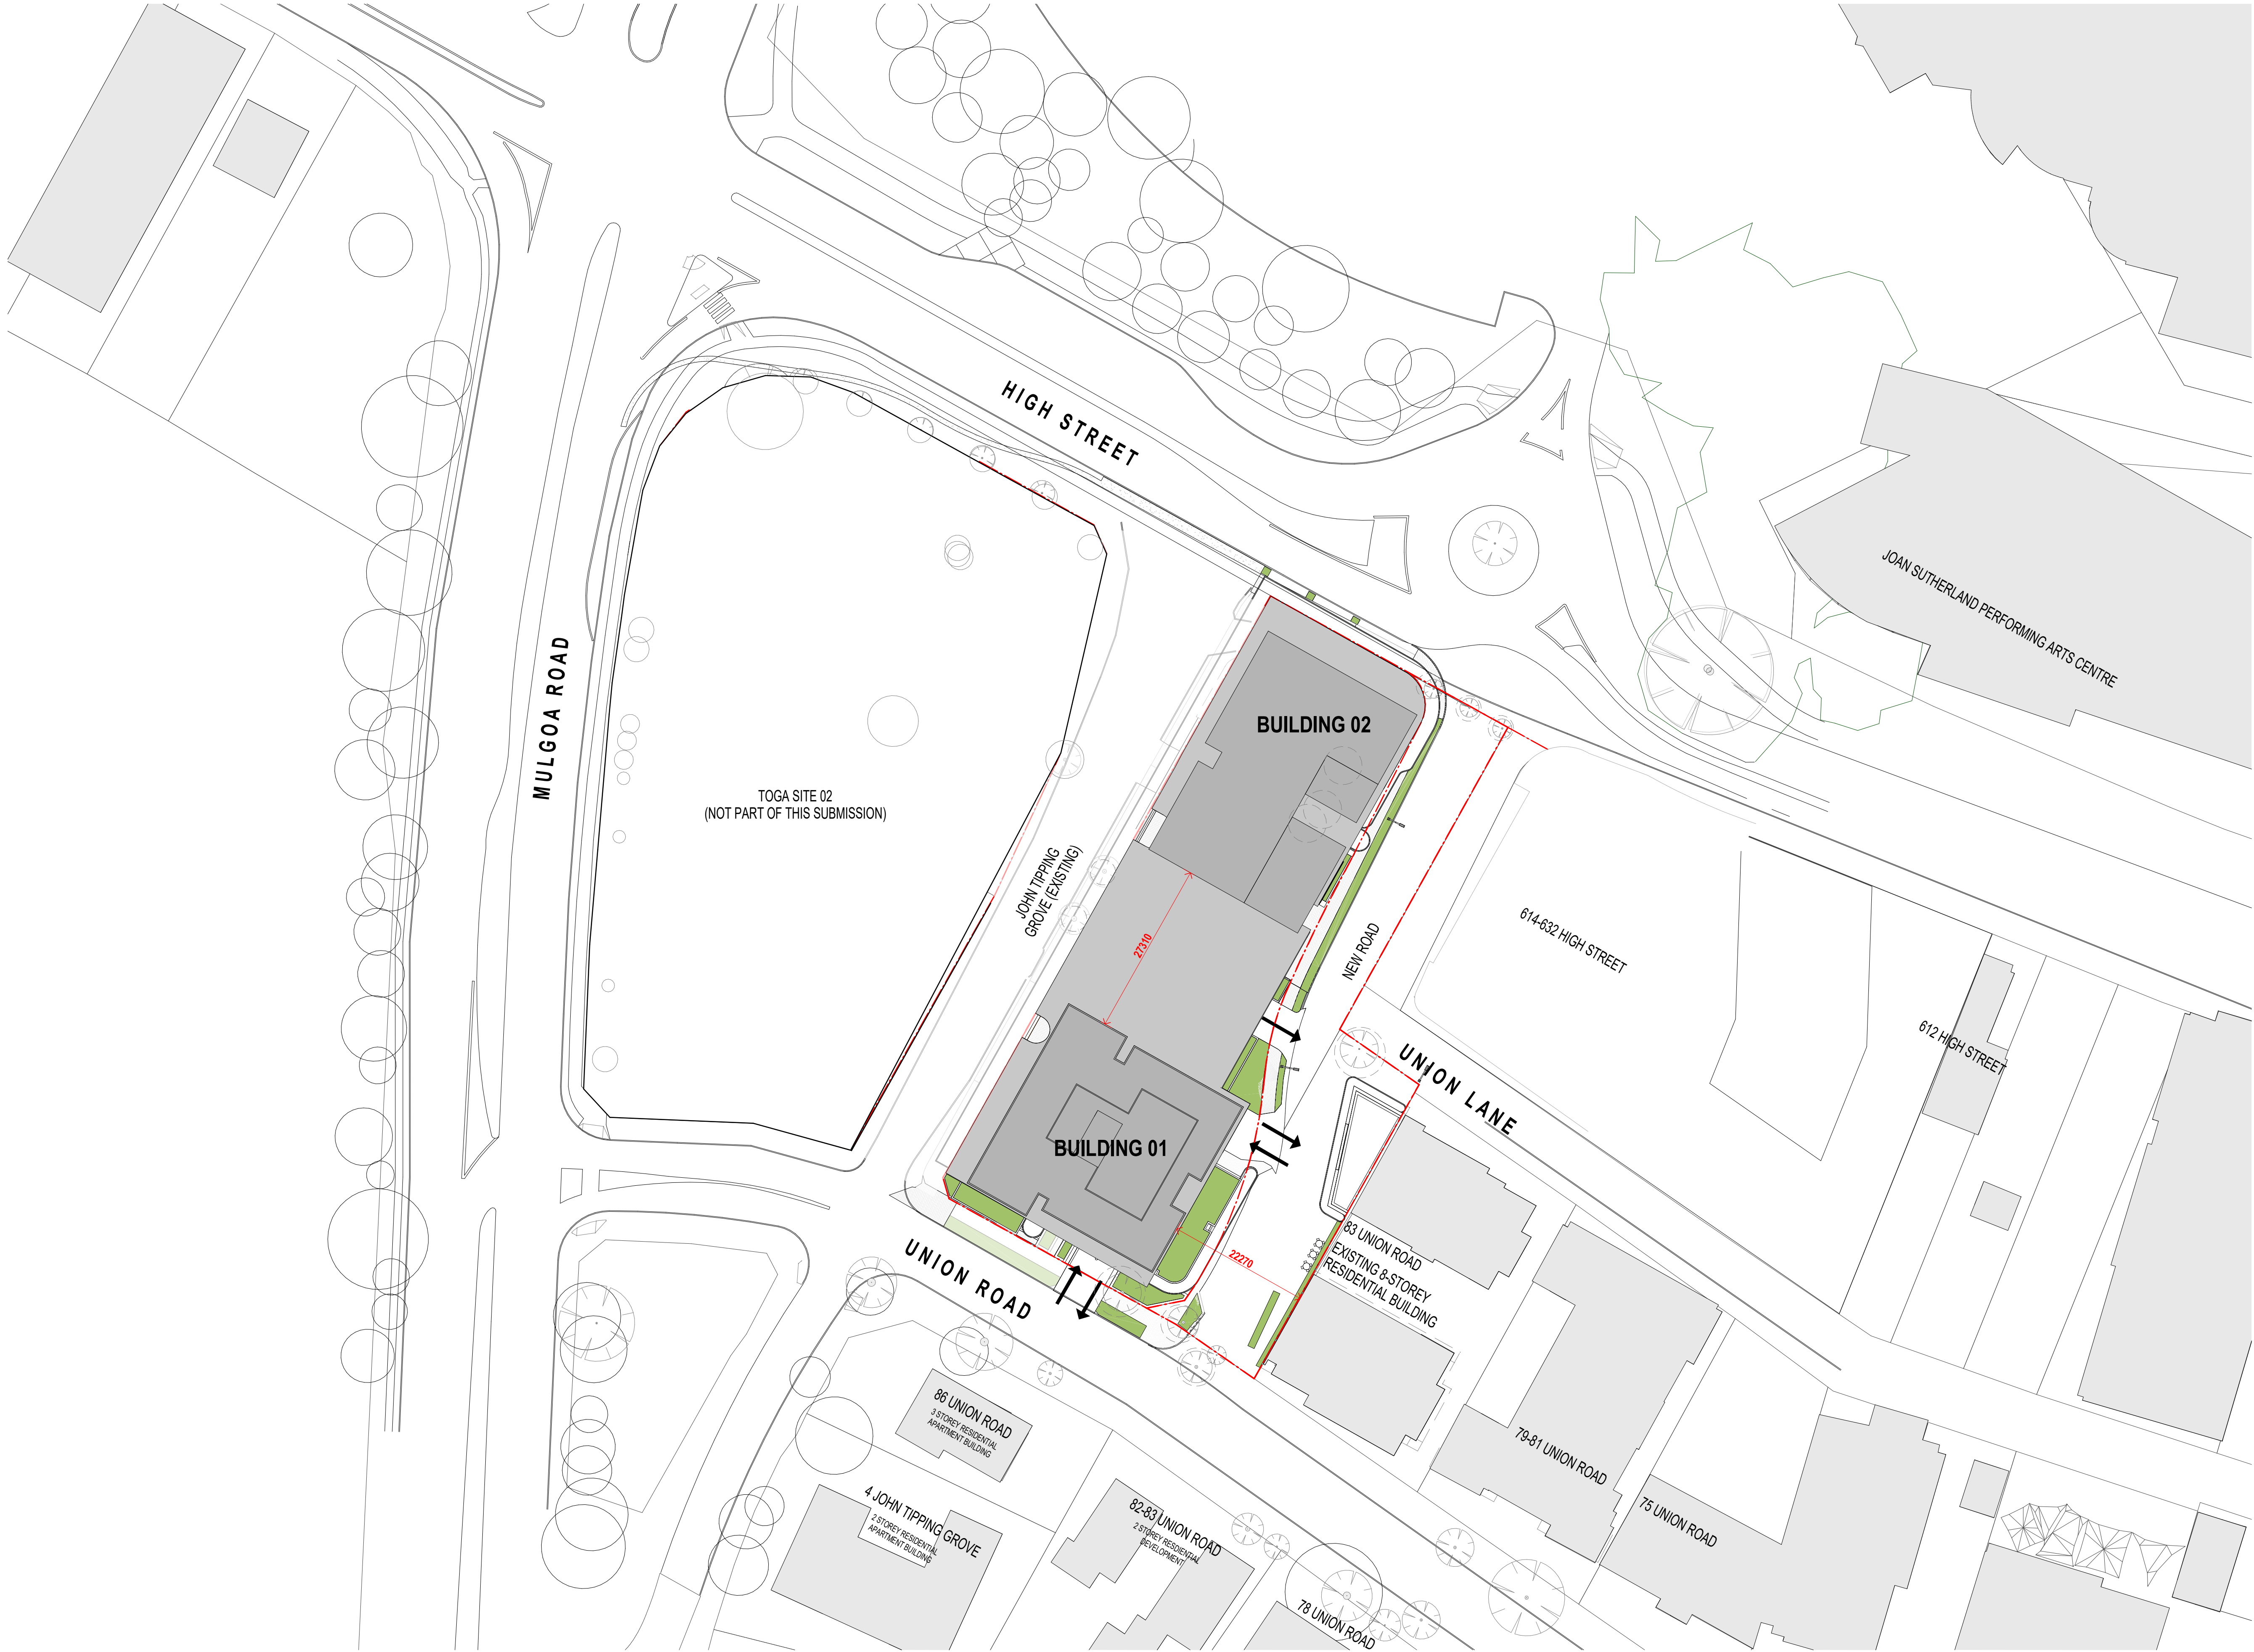 HIGH STREET
JOAN SUTHERLAND PERFORMING ARTS CENTRE
MULGOA ROAD
BUILDING 02
TOGA SITE 02
(NOT PART OF THIS SUBMISSION)
JOHN TIPPING
GROVE (EXISTING)
27310
NEW ROAD
614-632 HIGH STREET
612 HIGH STREET
UNION LANE
BUILDING 01
UNION ROAD
22270
83 UNION ROAD
EXISTING 8-STOREY
RESIDENTIAL BUILDING
86 UNION ROAD
3 STOREY RESIDENTIAL
APARTMENT BUILDING
79-81 UNION ROAD
75 UNION ROAD
4 JOHN TIPPING GROVE
2 STOREY RESIDENTIAL
APARTMENT BUILDING
82-83 UNION ROAD
2 STOREY RESIDENTIAL
DEVELOPMENT
78 UNION ROAD